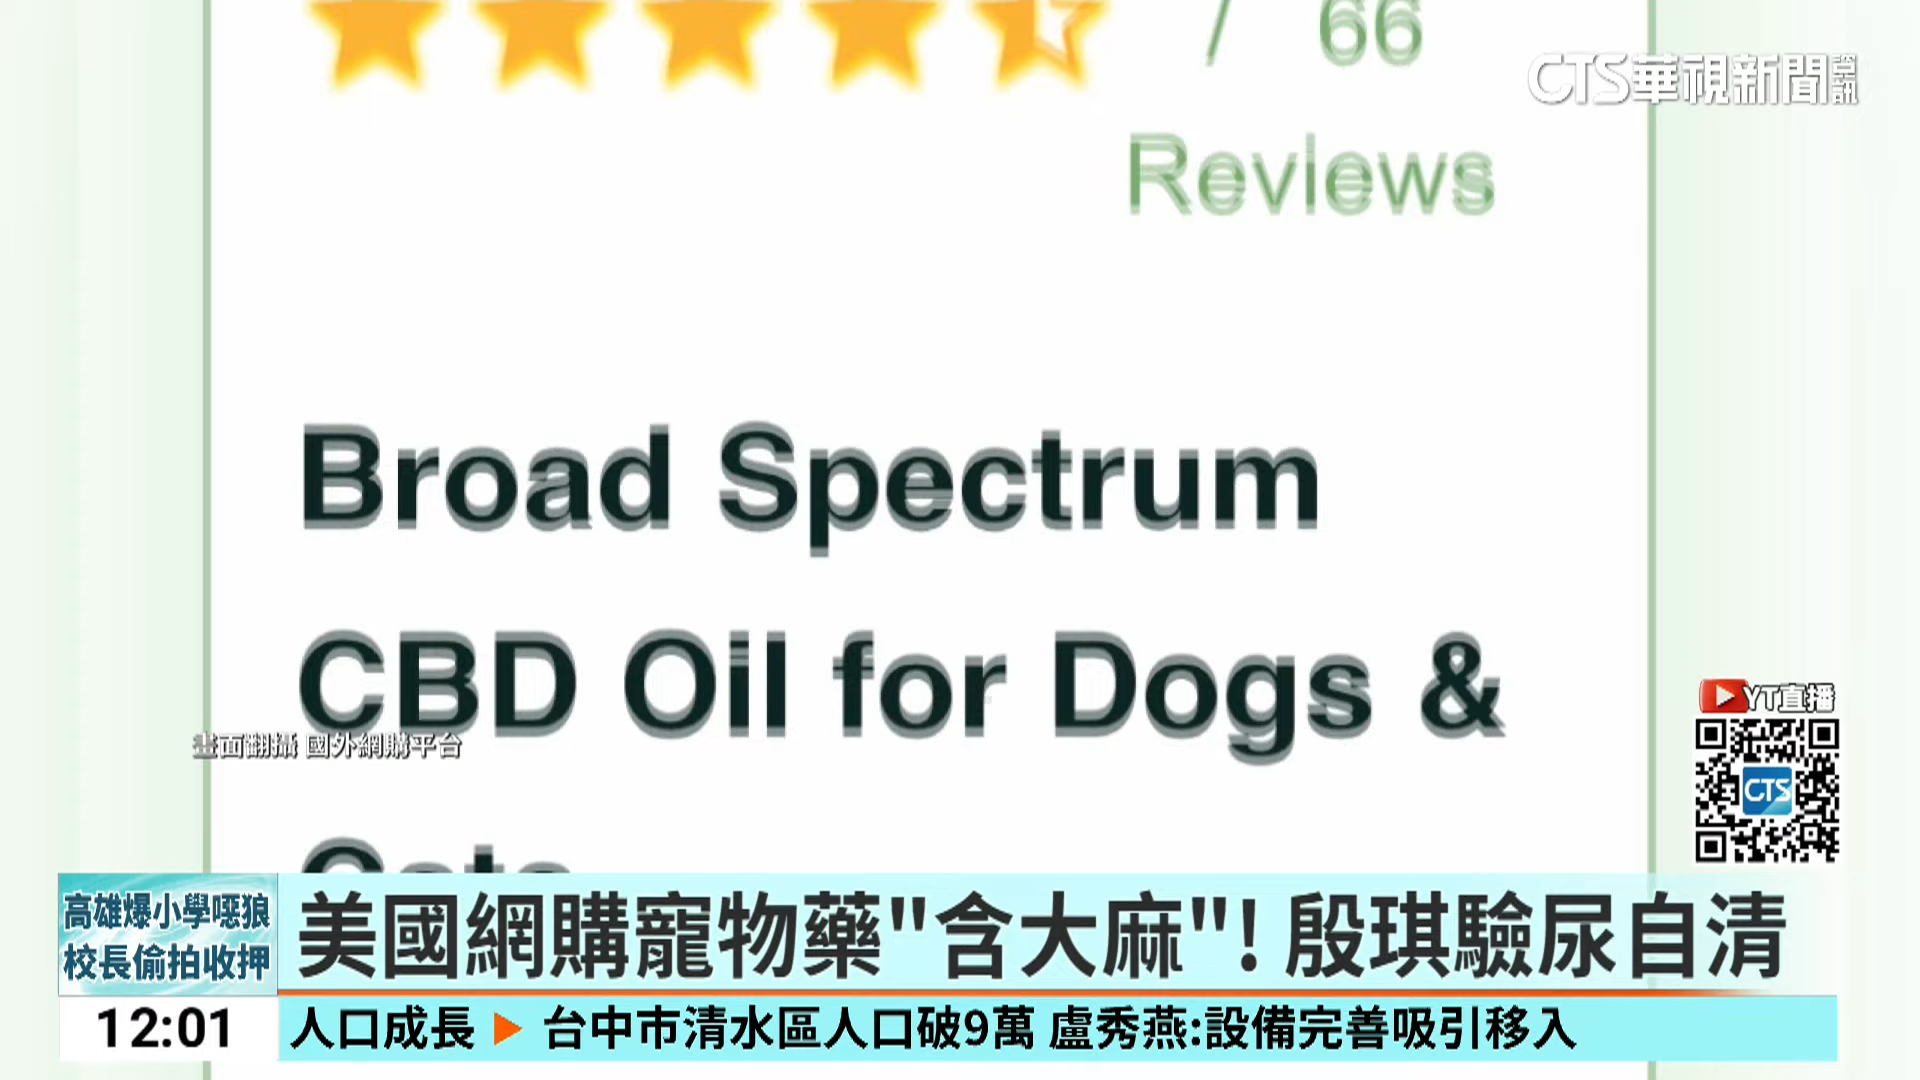 / 66
Reviews
CTS華視新聞資訊
Broad Spectrum
CBD Oil for Dogs &
Cats
畫面翻攝 國外網購平台
YT直播
CTS
高雄爆小學噁狼
校長偷拍收押
美國網購寵物藥"含大麻"! 殷琪驗尿自清
12:01
人口成長 ▶ 台中市清水區人口破9萬 盧秀燕:設備完善吸引移入